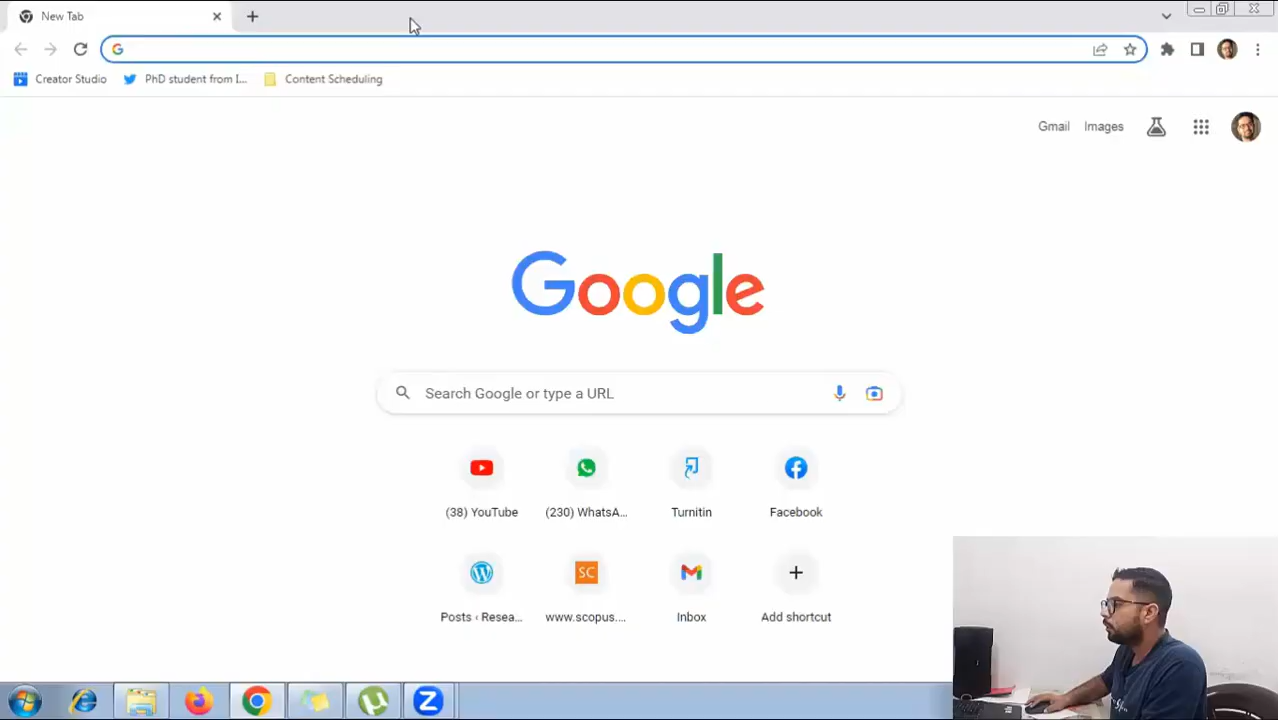 New Tab
Creator Studio
PhD student from I...
Content Scheduling
Gmail
Images
Google
Search Google or type a URL
(38) YouTube
(230) WhatsA...
Turnitin
Facebook
Posts ‹ Resea...
www.scopus....
Inbox
Add shortcut